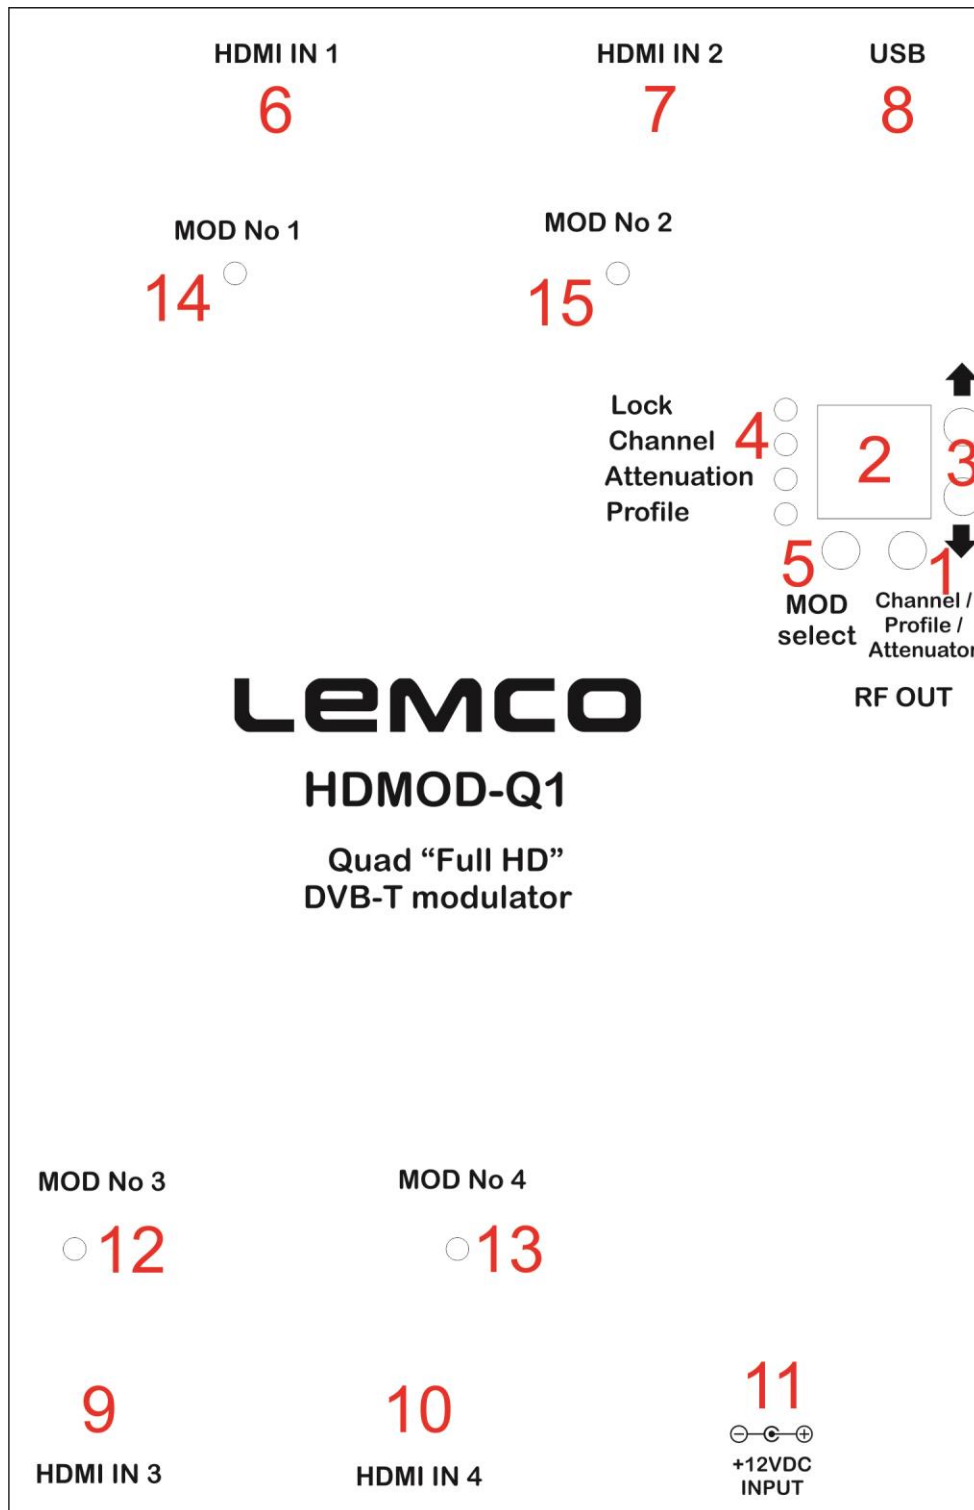 HDMI IN 1
HDMI IN 2
USB
6
7
8
MOD No 1
MOD No 2
14
15
Lock
Channel
Attenuation
Profile
4
2
3
5
1
MOD
select
Channel /
Profile /
Attenuator
RF OUT
LEMCO
HDMOD-Q1
Quad “Full HD”
DVB-T modulator
MOD No 3
MOD No 4
12
13
9
10
11
HDMI IN 3
HDMI IN 4
+12VDC
INPUT